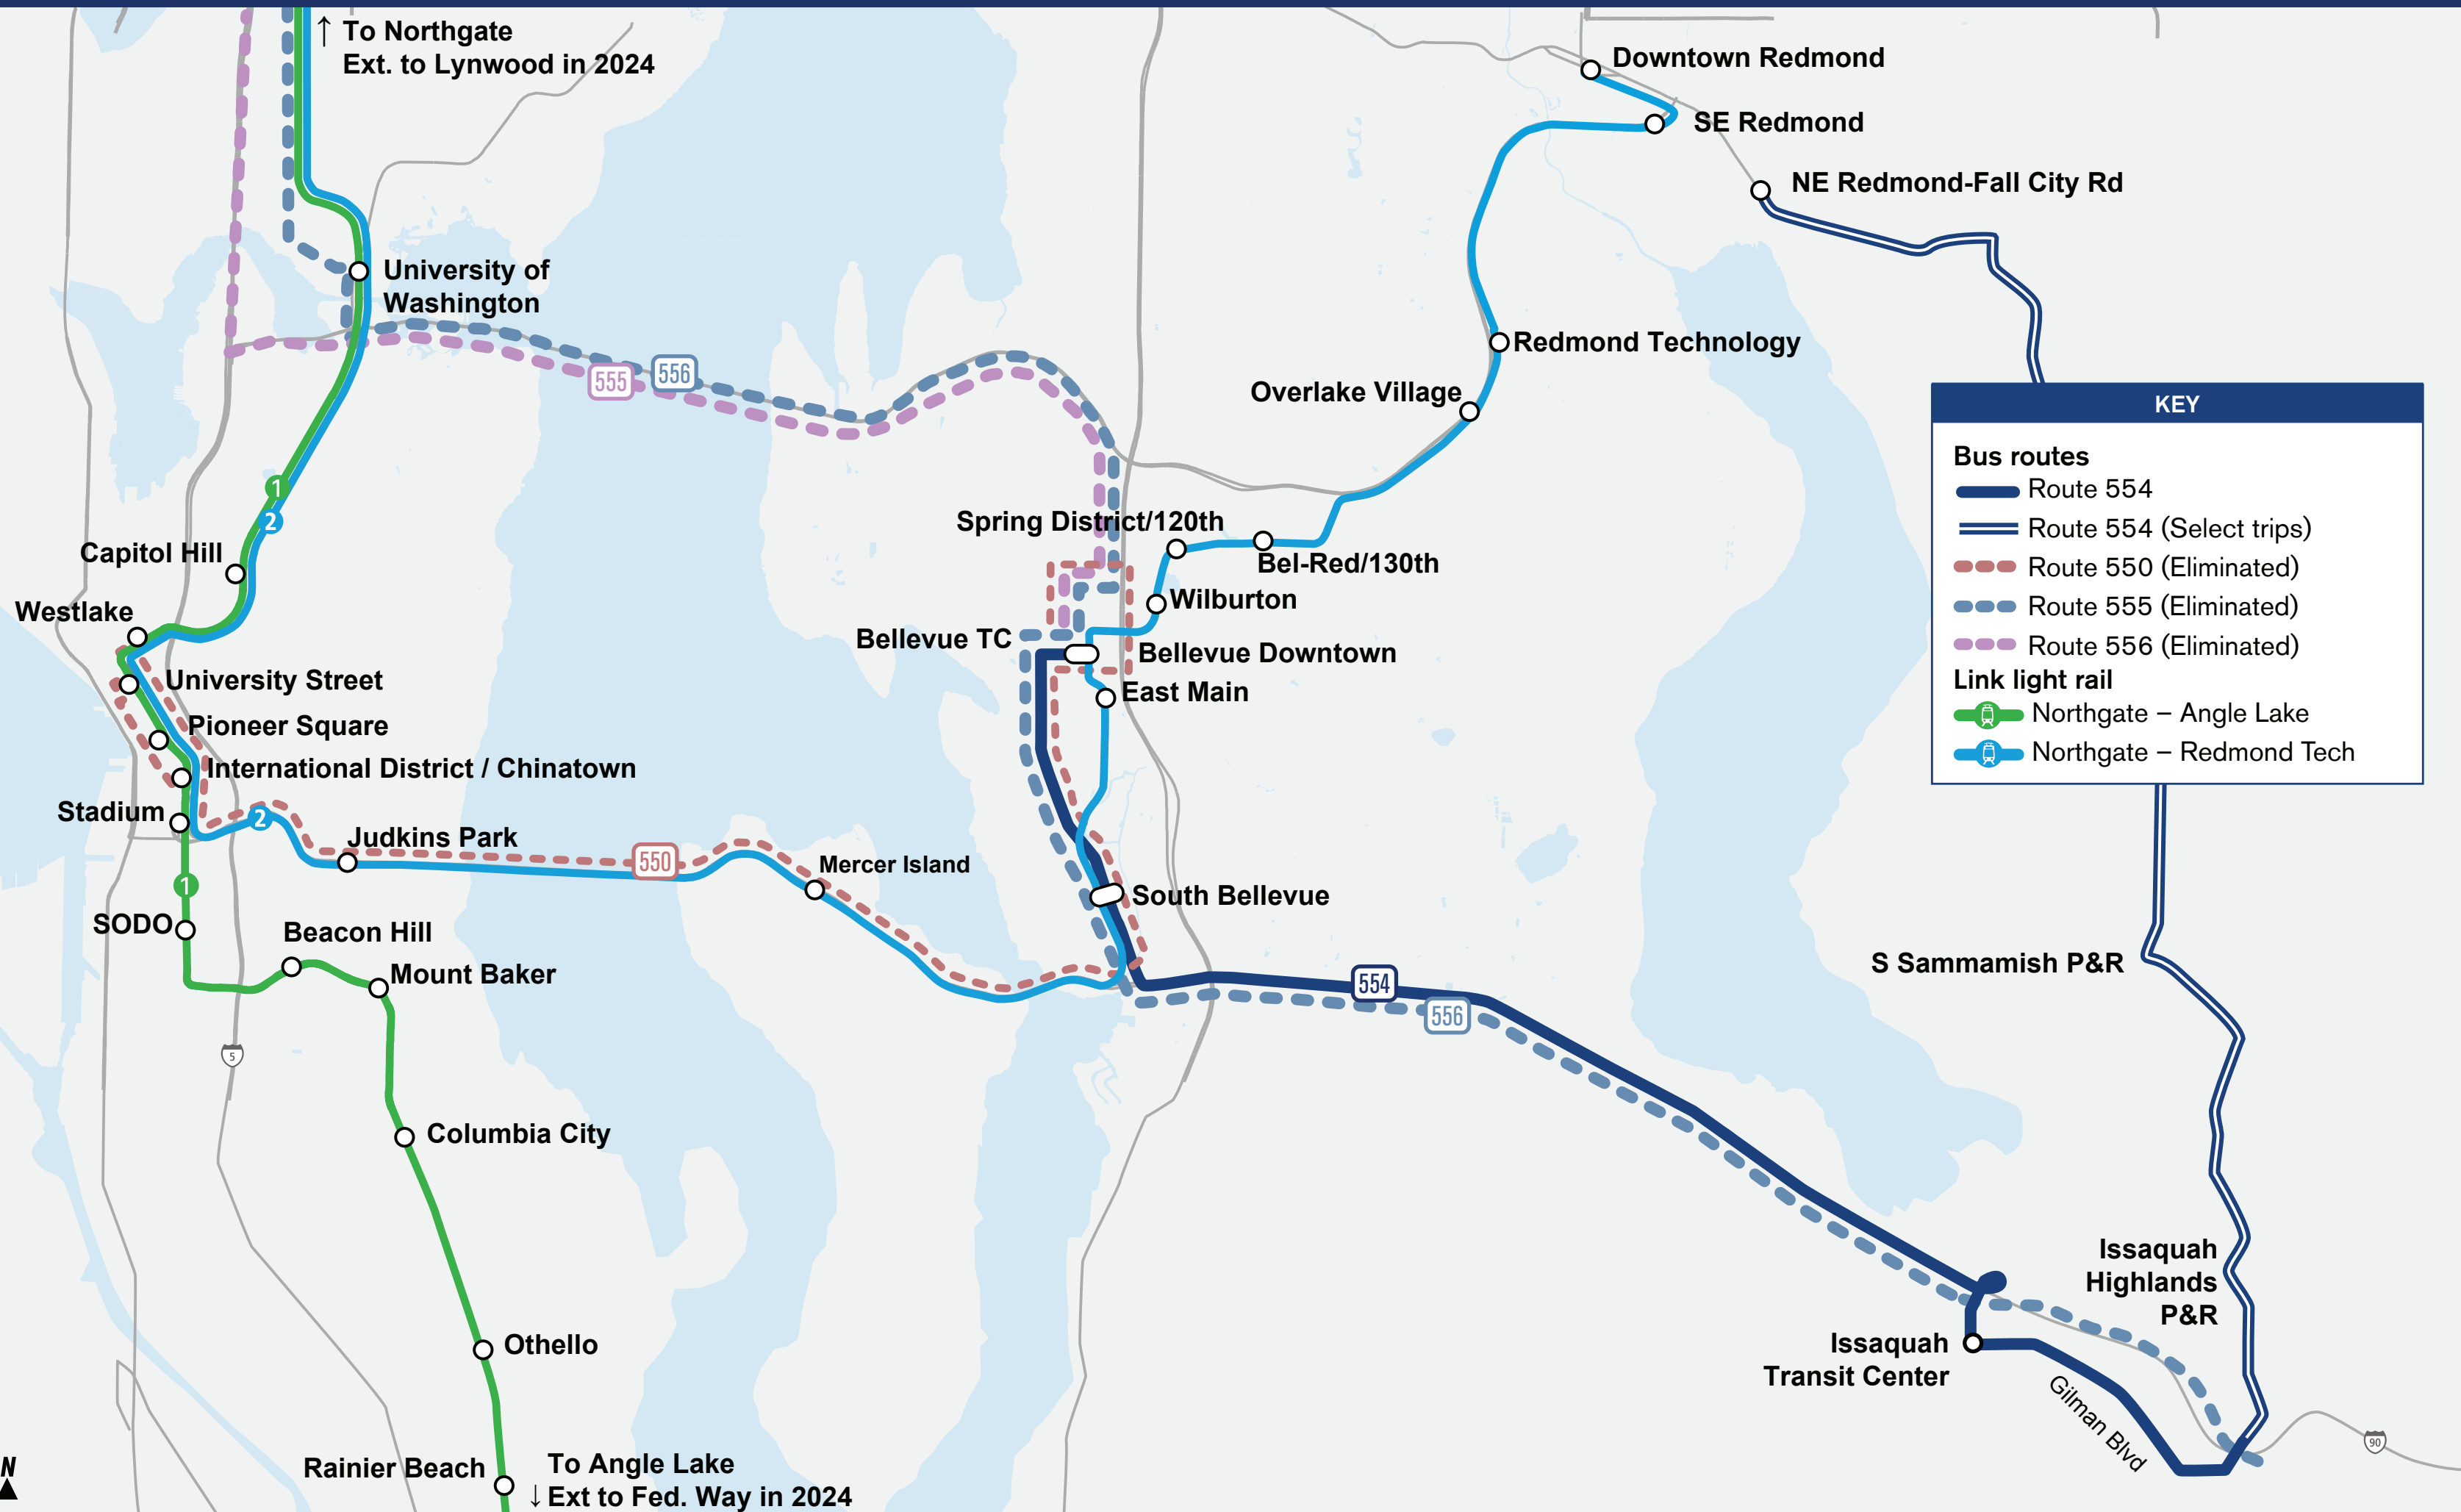 ↑ To Northgate
Ext. to Lynwood in 2024
Downtown Redmond
SE Redmond
NE Redmond-Fall City Rd
University of
Washington
Redmond Technology
555
556
Overlake Village
KEY
Bus routes
Route 554
Route 554 (Select trips)
Route 550 (Eliminated)
Route 555 (Eliminated)
Route 556 (Eliminated)
Link light rail
Northgate – Angle Lake
Northgate – Redmond Tech
1
2
Spring District/120th
Capitol Hill
Bel-Red/130th
Wilburton
Westlake
Bellevue TC
Bellevue Downtown
University Street
East Main
Pioneer Square
International District / Chinatown
Stadium
2
Judkins Park
550
Mercer Island
1
South Bellevue
SODO
Beacon Hill
Mount Baker
S Sammamish P&R
554
556
5
Columbia City
Issaquah
Highlands
P&R
Othello
Issaquah
Transit Center
Gilman Blvd
90
Rainier Beach
To Angle Lake
↓ Ext to Fed. Way in 2024
N